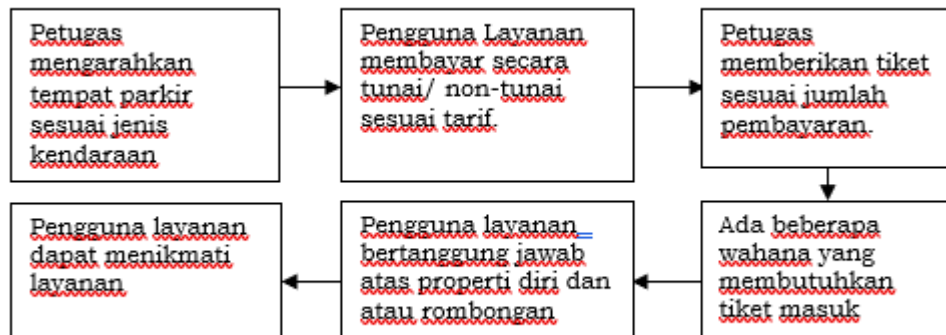 Petugas
mengarahkan
tempat parkir
sesuai jenis
kendaraan
Pengguna Layanan
membayar secara
tunai/ non-tunai
sesuai tarif.
Petugas
memberikan tiket
sesuai jumlah
pembayaran.
Ada beberapa
wahana yang
membutuhkan
tiket masuk
Pengguna layanan
bertanggung jawab
atas properti diri dan
atau rombongan
Pengguna layanan
dapat menikmati
layanan